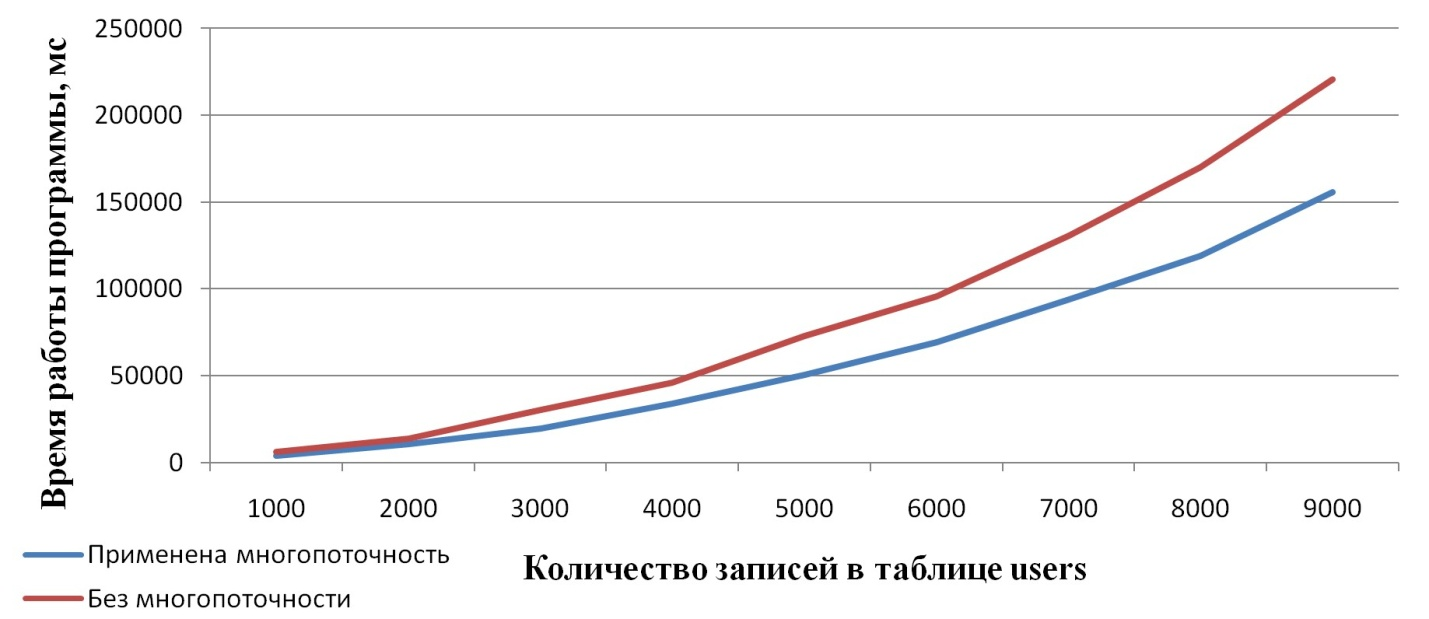 Время работы программы, мс
250000
200000
150000
100000
50000
0
1000 2000 3000 4000 5000 6000 7000 8000 9000
Количество записей в таблице users
Применена многопоточность
Без многопоточности